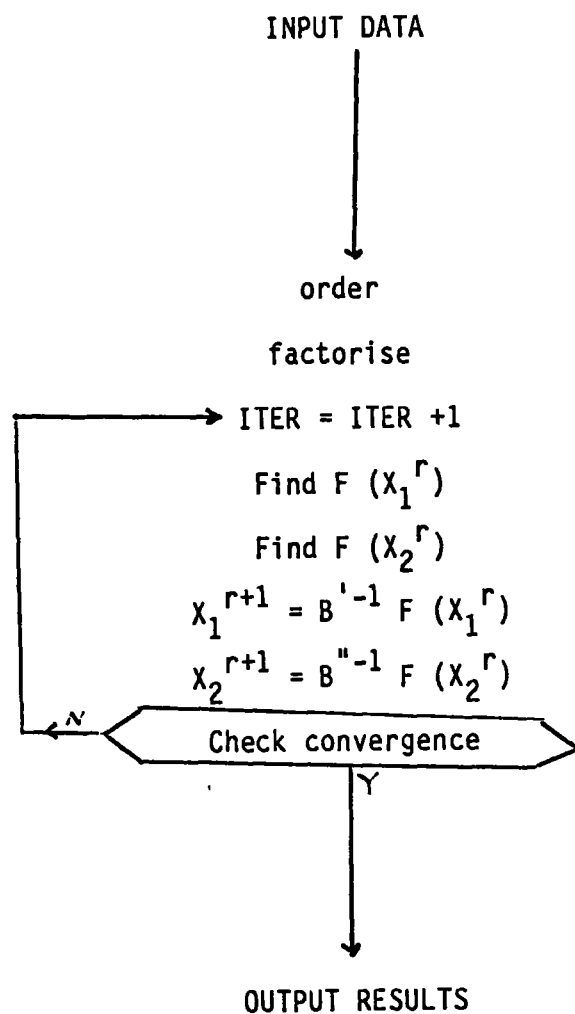 INPUT DATA
order
factorise
ITER = ITER +1
Find F (X₁ʳ)
Find F (X₂ʳ)
X₁ʳ⁺¹ = B'⁻¹ F (X₁ʳ)
X₂ʳ⁺¹ = B"⁻¹ F (X₂ʳ)
N
Check convergence
Y
OUTPUT RESULTS